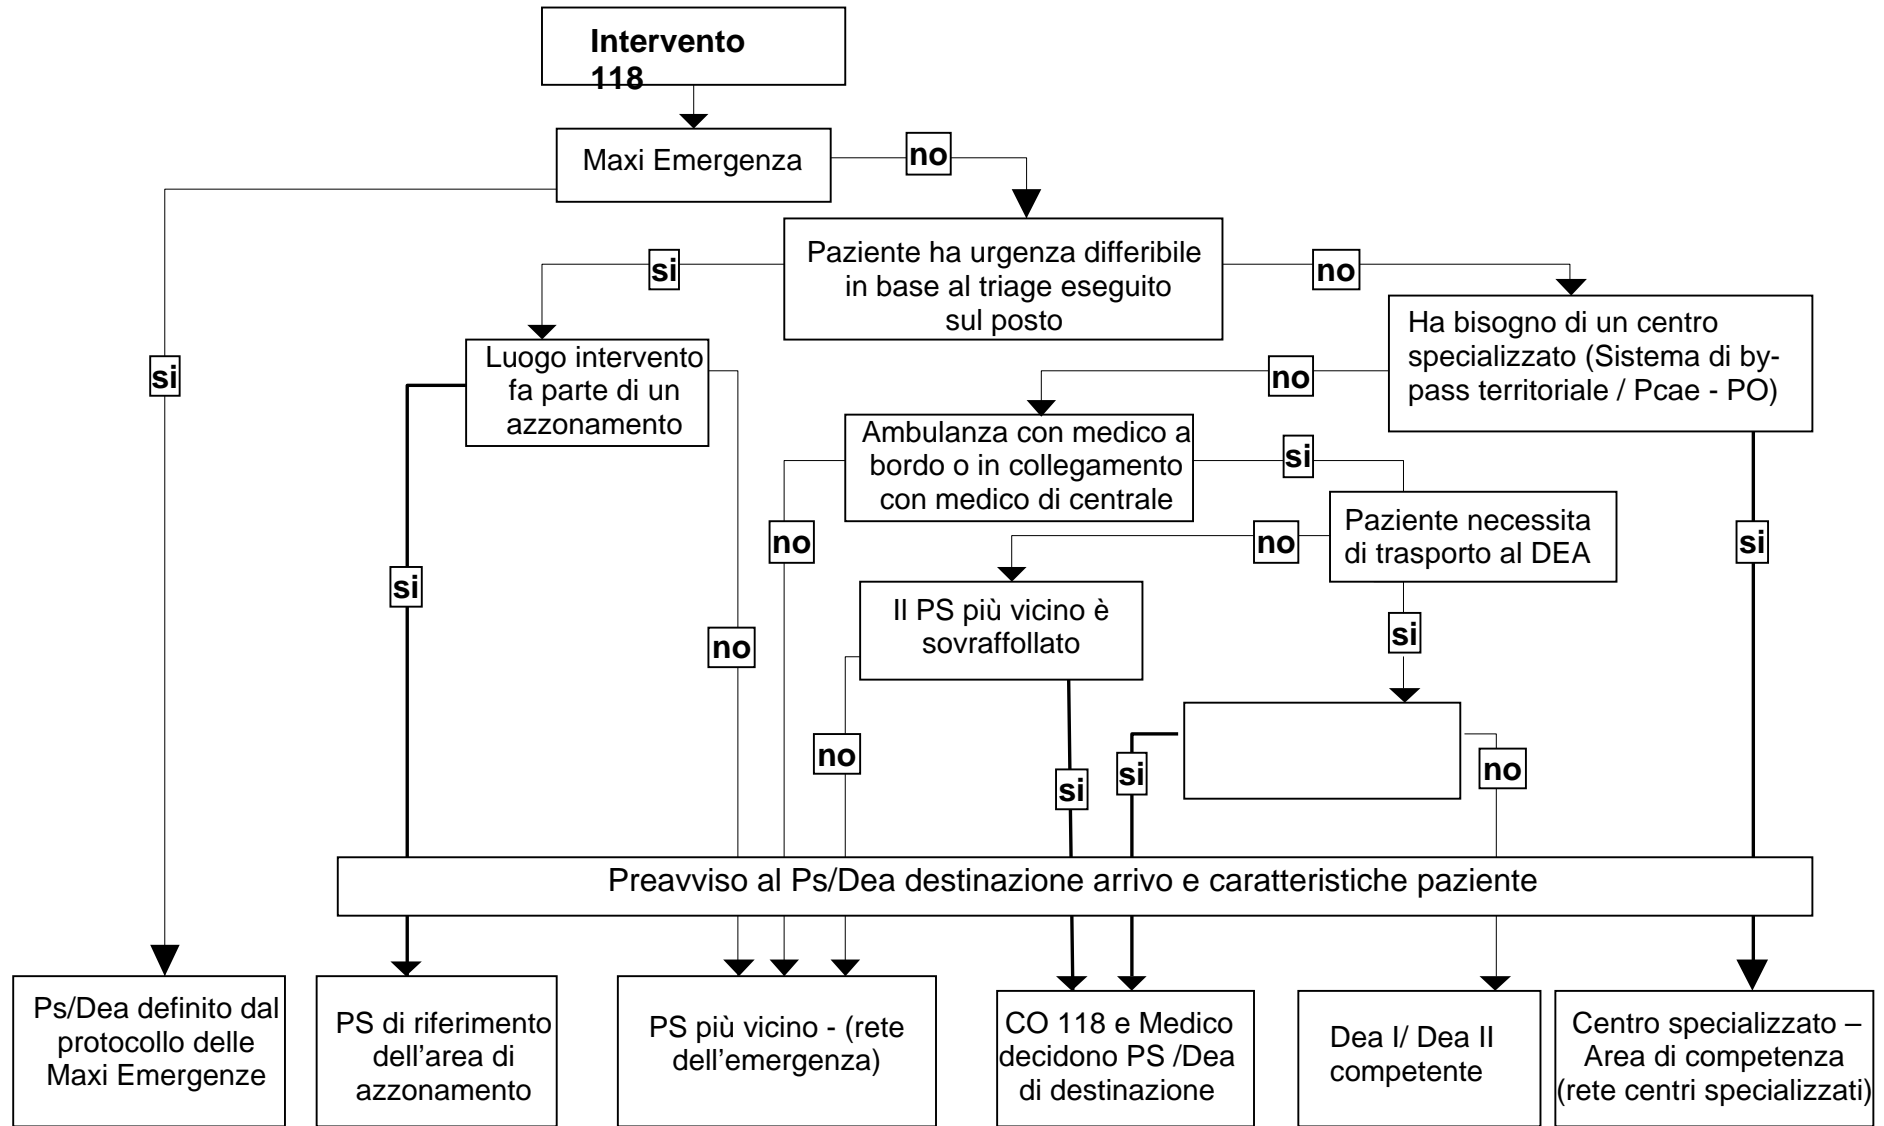 Intervento
118
Maxi Emergenza
no
Paziente ha urgenza differibile
in base al triage eseguito
sul posto
si
no
Ha bisogno di un centro
specializzato (Sistema di by-
pass territoriale / Pcae - PO)
Luogo intervento
fa parte di un
azzonamento
si
no
Ambulanza con medico a
bordo o in collegamento
con medico di centrale
si
Paziente necessita
di trasporto al DEA
no
no
si
si
Il PS più vicino è
sovraffollato
si
no
no
si
si
no
Preavviso al Ps/Dea destinazione arrivo e caratteristiche paziente
Ps/Dea definito dal
protocollo delle
Maxi Emergenze
PS di riferimento
dell'area di
azzonamento
PS più vicino - (rete
dell'emergenza)
CO 118 e Medico
decidono PS /Dea
di destinazione
Dea I/ Dea II
competente
Centro specializzato –
Area di competenza
(rete centri specializzati)